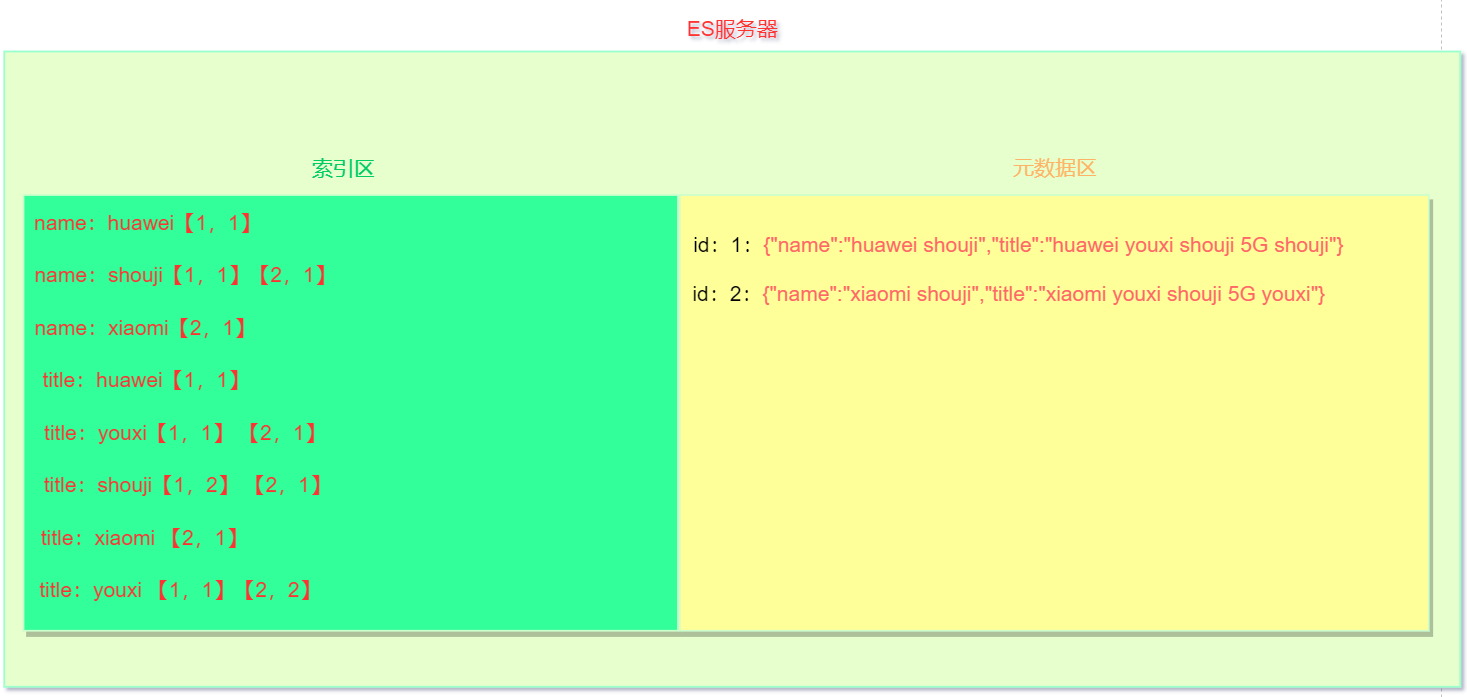 ES服务器
索引区
元数据区
name：huawei【1，1】
name：shouji【1，1】【2，1】
name：xiaomi【2，1】
title：huawei【1，1】
title：youxi【1，1】 【2，1】
title：shouji【1，2】 【2，1】
title：xiaomi 【2，1】
title：youxi 【1，1】【2，2】
id：1：{"name":"huawei shouji","title":"huawei youxi shouji 5G shouji"}
id：2：{"name":"xiaomi shouji","title":"xiaomi youxi shouji 5G youxi"}